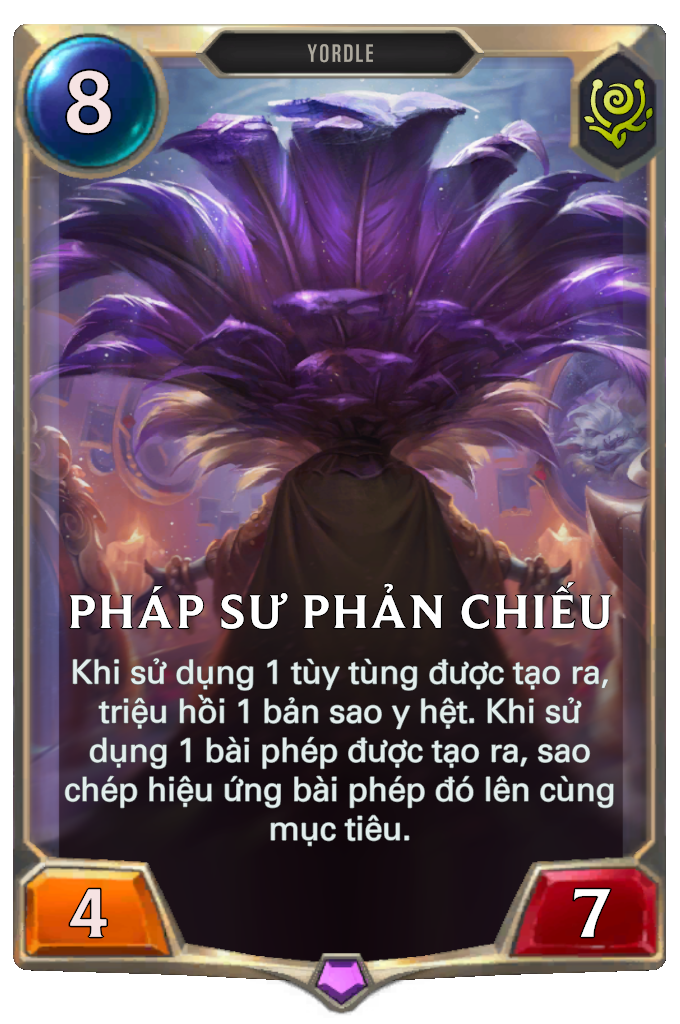 YORDLE
8
PHÁP SƯ PHẢN CHIẾU
Khi sử dụng 1 tùy tùng được tạo ra,
triệu hồi 1 bản sao y hệt. Khi sử
dụng 1 bài phép được tạo ra, sao
chép hiệu ứng bài phép đó lên cùng
mục tiêu.
4
7